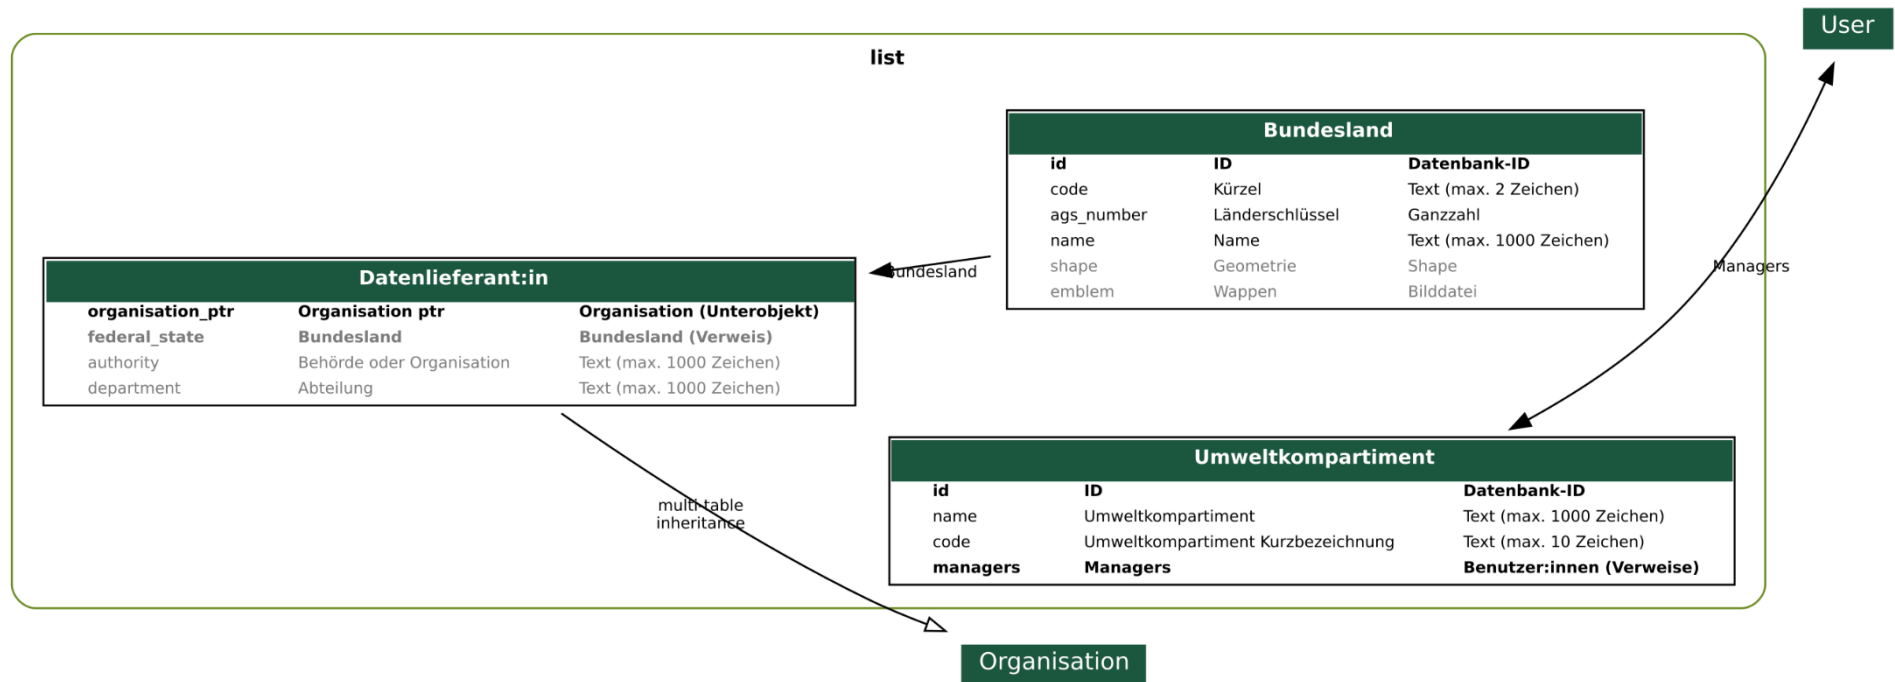 User
list
Bundesland
id ID Datenbank-ID
code Kürzel Text (max. 2 Zeichen)
ags_number Länderschlüssel Ganzzahl
name Name Text (max. 1000 Zeichen)
shape Geometrie Shape
emblem Wappen Bilddatei
Managers
Bundesland
Datenlieferant:in
organisation_ptr Organisation ptr Organisation (Unterobjekt)
federal_state Bundesland Bundesland (Verweis)
authority Behörde oder Organisation Text (max. 1000 Zeichen)
department Abteilung Text (max. 1000 Zeichen)
multi-table
inheritance
Umweltkompartiment
id ID Datenbank-ID
name Umweltkompartiment Text (max. 1000 Zeichen)
code Umweltkompartiment Kurzbezeichnung Text (max. 10 Zeichen)
managers Managers Benutzer:innen (Verweise)
Organisation